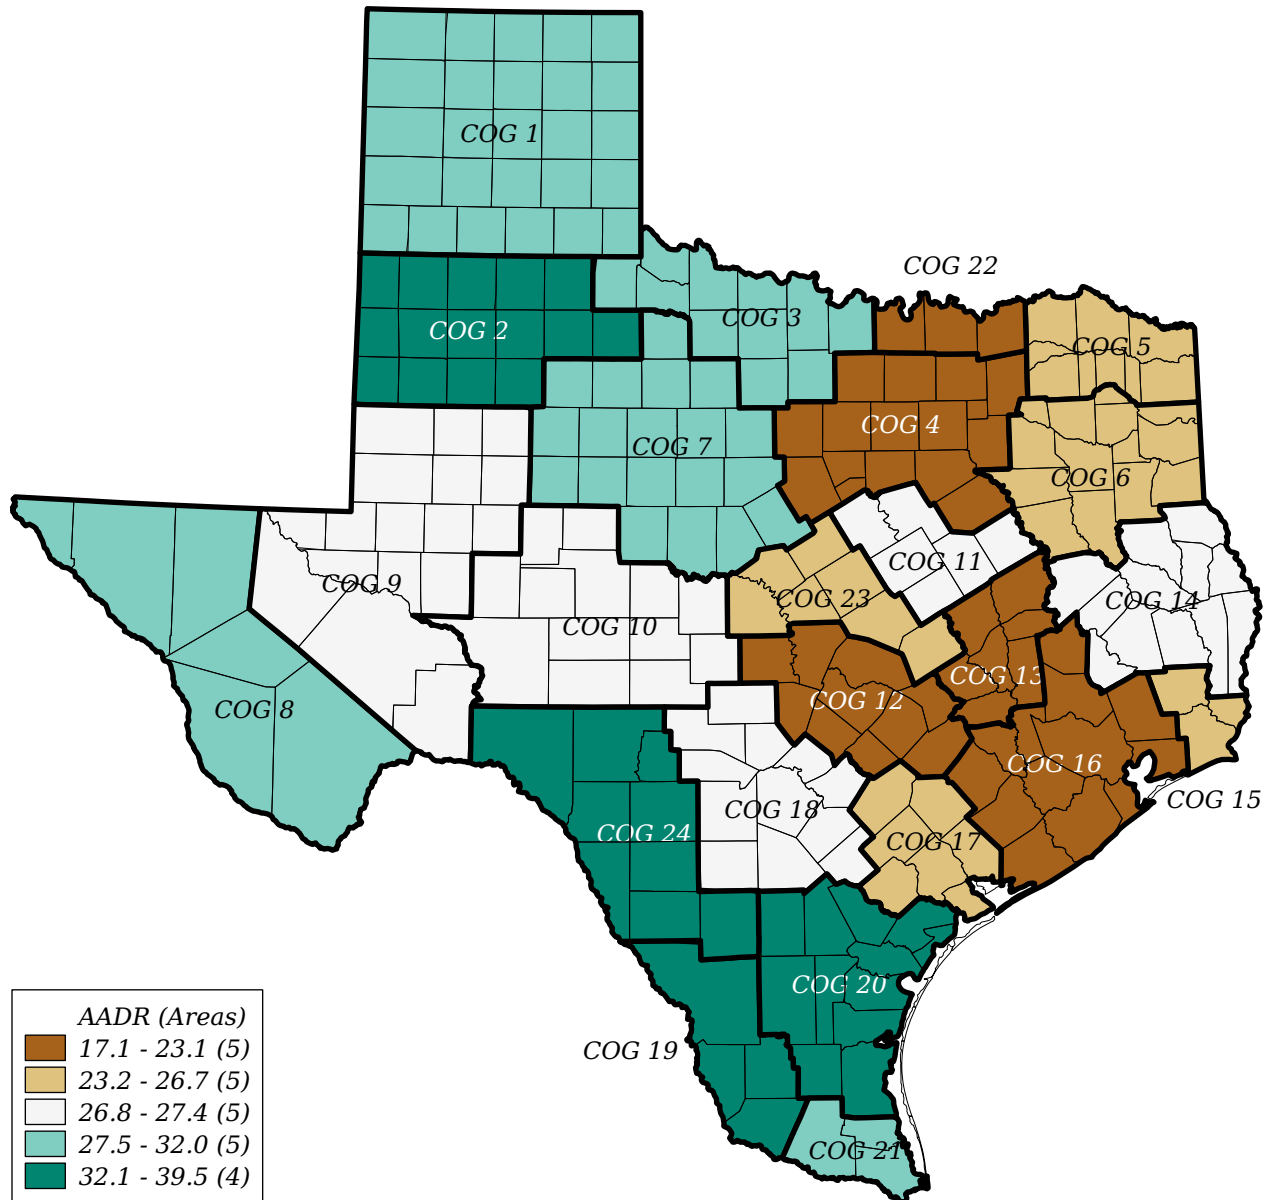 COG 1
COG 22
COG 2
COG 3
COG 5
COG 4
COG 7
COG 6
COG 11
COG 9
COG 23
COG 14
COG 10
COG 13
COG 12
COG 8
COG 16
COG 15
COG 18
COG 24
COG 17
COG 20
COG 19
COG 21
AADR (Areas)
17.1 - 23.1 (5)
23.2 - 26.7 (5)
26.8 - 27.4 (5)
27.5 - 32.0 (5)
32.1 - 39.5 (4)